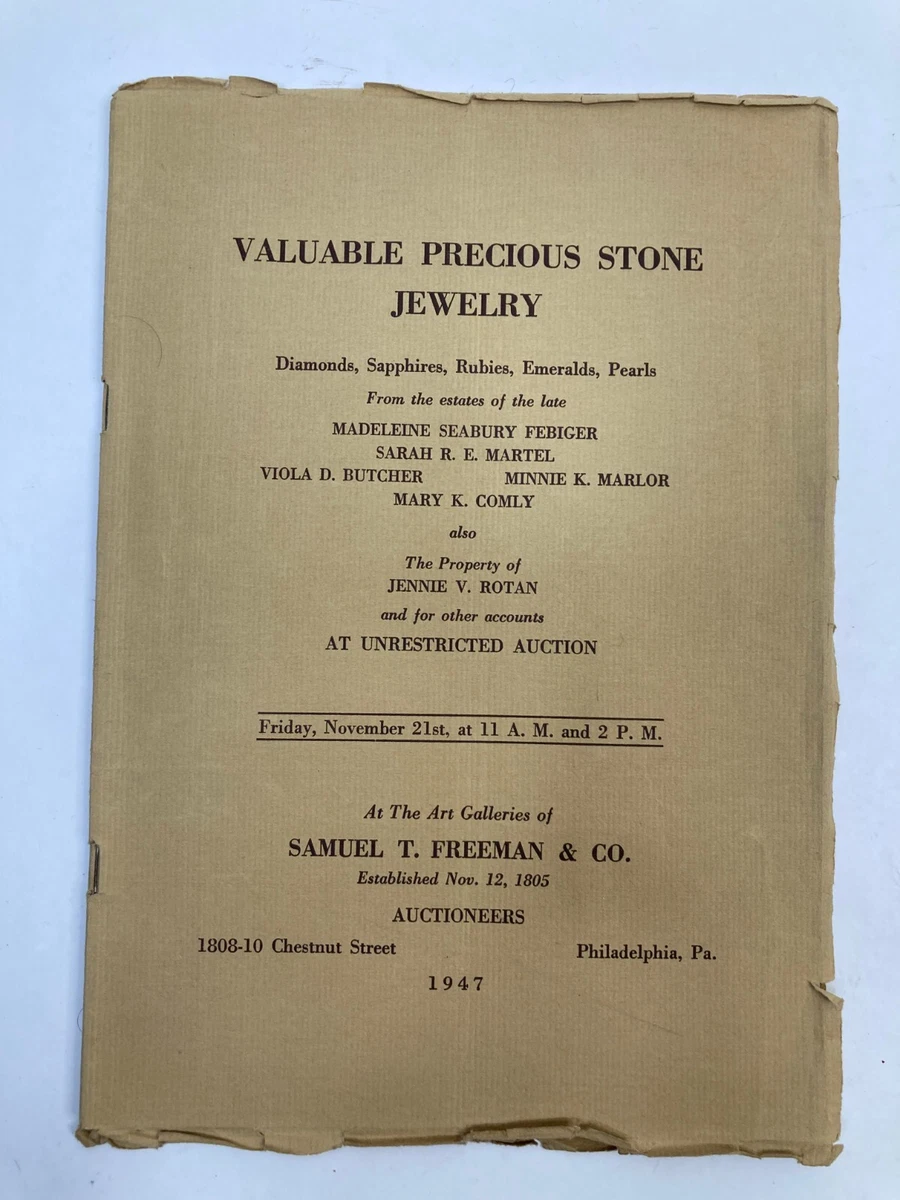 VALUABLE PRECIOUS STONE
JEWELRY
Diamonds, Sapphires, Rubies, Emeralds, Pearls
From the estates of the late
MADELEINE SEABURY FEBIGER
SARAH R. E. MARTEL
VIOLA D. BUTCHER MINNIE K. MARLOR
MARY K. COMLY
also
The Property of
JENNIE V. ROTAN
and for other accounts
AT UNRESTRICTED AUCTION
Friday, November 21st, at 11 A. M. and 2 P. M.
At The Art Galleries of
SAMUEL T. FREEMAN & CO.
Established Nov. 12, 1805
AUCTIONEERS
1808-10 Chestnut Street Philadelphia, Pa.
1947